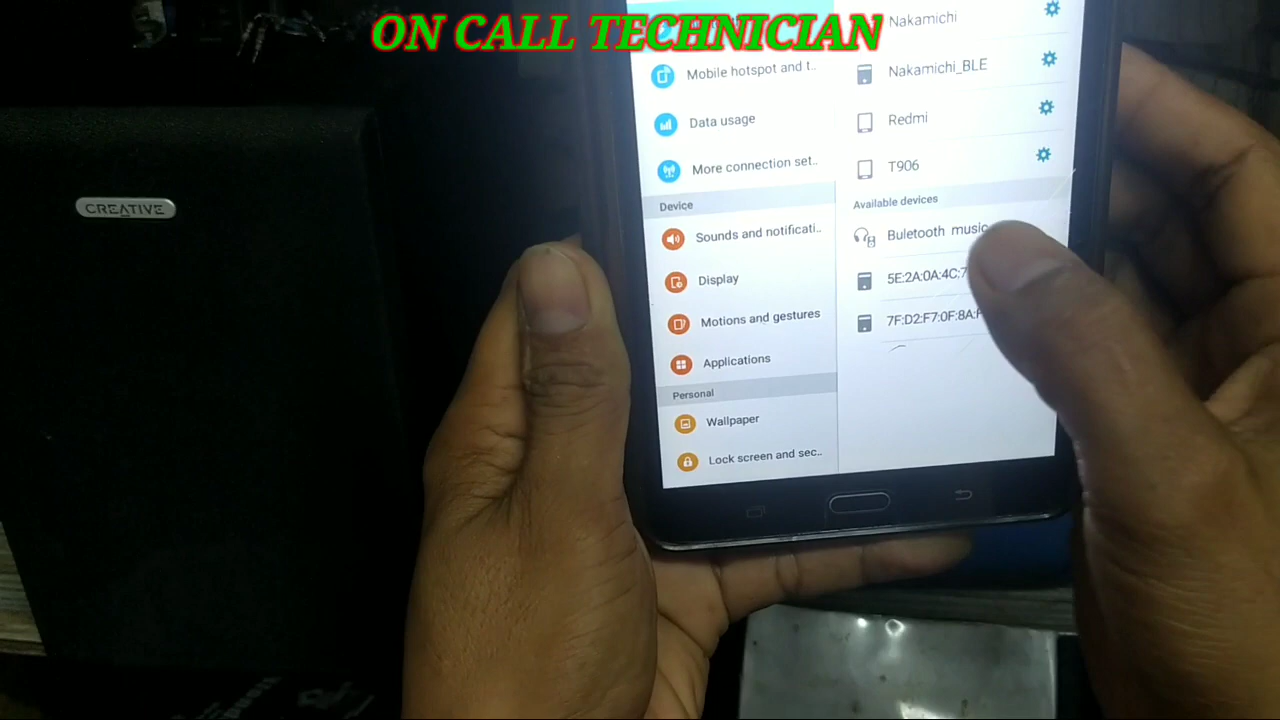 ON CALL TECHNICIAN
CREATIVE
Mobile hotspot and t..
Data usage
More connection set..
Device
Sounds and notificati..
Display
Motions and gestures
Applications
Personal
Wallpaper
Lock screen and sec..
Nakamichi
Nakamichi_BLE
Redmi
T906
Available devices
Buletooth music
5E:2A:0A:4C:7
7F:D2:F7:0F:8A:F